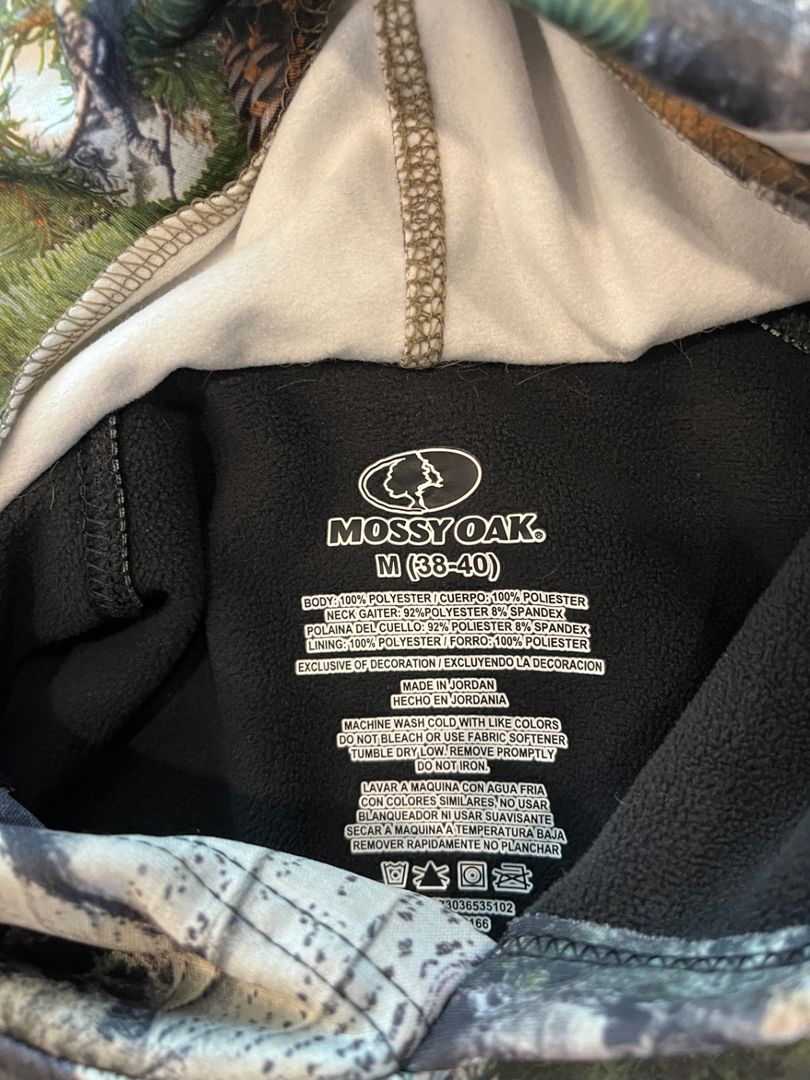 MOSSY OAK®
M (38-40)
BODY: 100% POLYESTER / CUERPO: 100% POLIESTER
NECK GAITER: 92%POLYESTER 8% SPANDEX
POLAINA DEL CUELLO: 92% POLIESTER 8% SPANDEX
LINING: 100% POLYESTER / FORRO: 100% POLIESTER
EXCLUSIVE OF DECORATION / EXCLUYENDO LA DECORACION
MADE IN JORDAN
HECHO EN JORDANIA
MACHINE WASH COLD WITH LIKE COLORS
DO NOT BLEACH OR USE FABRIC SOFTENER
TUMBLE DRY LOW. REMOVE PROMPTLY
DO NOT IRON.
LAVAR A MAQUINA CON AGUA FRIA
CON COLORES SIMILARES, NO USAR
BLANQUEADOR NI USAR SUAVISANTE
SECAR A MAQUINA A TEMPERATURA BAJA
REMOVER RAPIDAMENTE NO PLANCHAR
73036535102
166